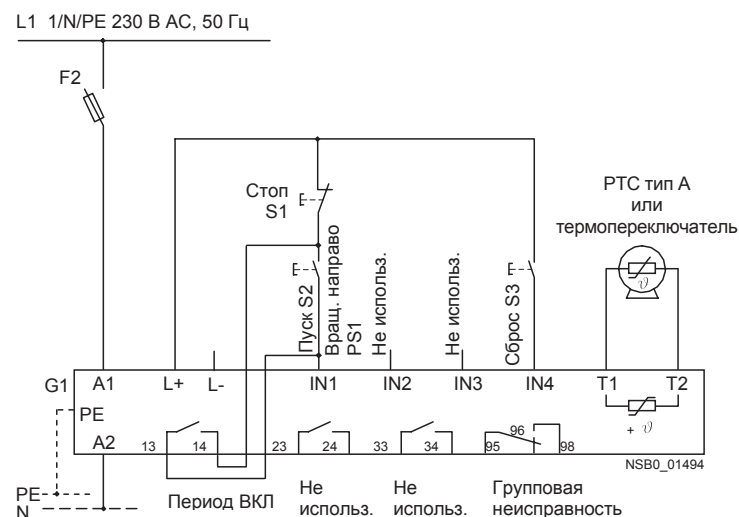 L1 1/N/PE 230 В AC, 50 Гц
F2
Стоп
S1
PTC тип A
или
термопереключатель
ϑ
Пуск S2
Вращ. направо
PS1
Не использ.
Не использ.
Сброс S3
G1
A1
L+
L-
IN1
IN2
IN3
IN4
T1
T2
PE
A2
13
14
23
24
33
34
95
96
98
+ ϑ
NSB0_01494
PE
N
Период ВКЛ
Не
использ.
Не
использ.
Групповая
неисправность